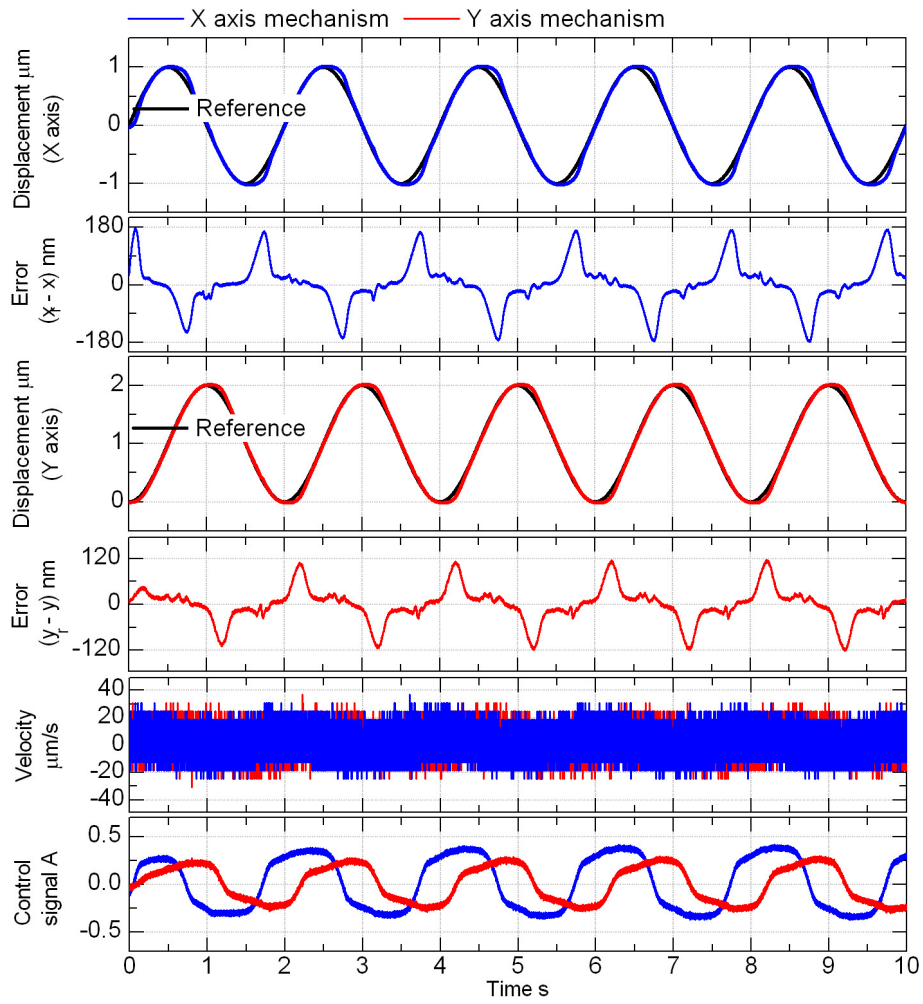 X axis mechanism Y axis mechanism
Displacement μm
(X axis)
1
0
-1
Reference
Error
(x_r - x) nm
180
0
-180
Displacement μm
(Y axis)
2
1
0
Reference
Error
(y_r - y) nm
120
0
-120
Velocity
μm/s
40
20
0
-20
-40
Control
signal A
0.5
0.0
-0.5
0 1 2 3 4 5 6 7 8 9 10
Time s